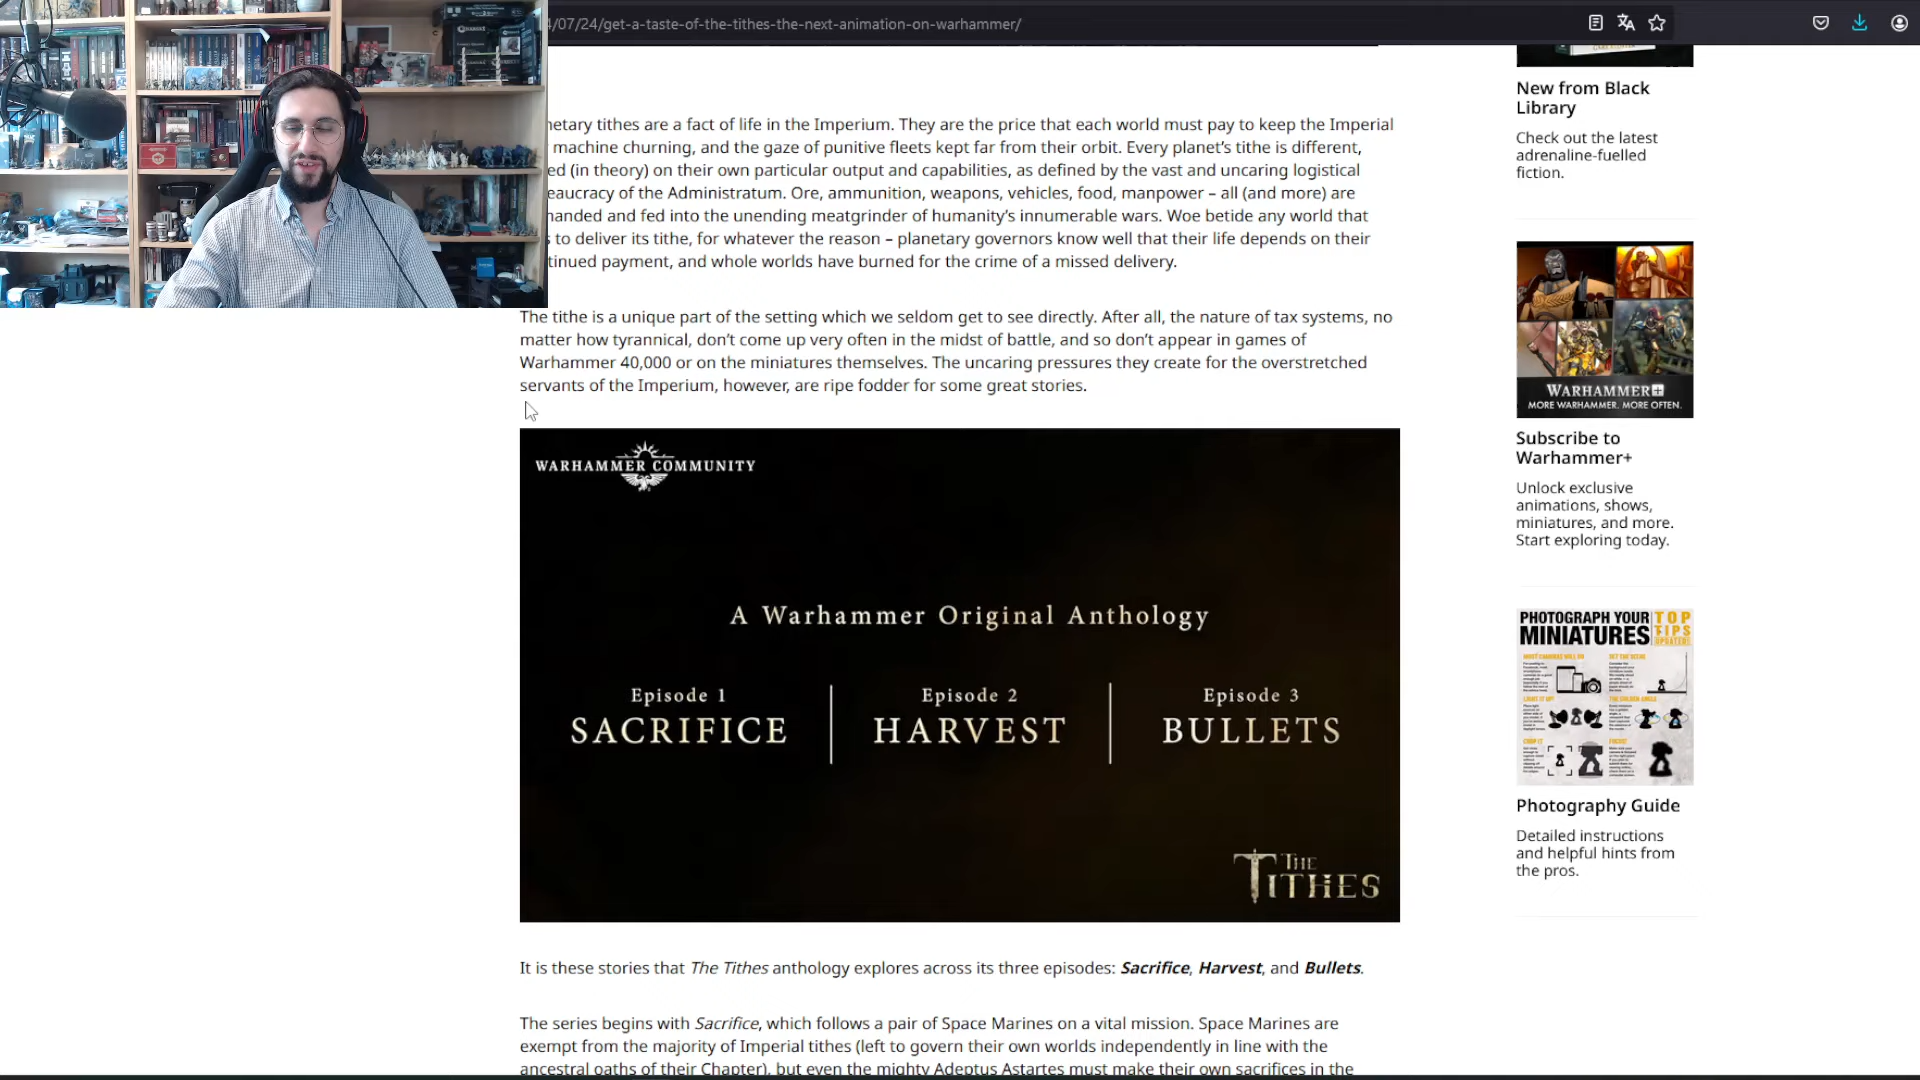 4/07/24/get-a-taste-of-the-tithes-the-next-animation-on-warhammer/
netary tithes are a fact of life in the Imperium. They are the price that each world must pay to keep the Imperial
machine churning, and the gaze of punitive fleets kept far from their orbit. Every planet's tithe is different,
ed (in theory) on their own particular output and capabilities, as defined by the vast and uncaring logistical
eaucracy of the Administratum. Ore, ammunition, weapons, vehicles, food, manpower – all (and more) are
manded and fed into the unending meatgrinder of humanity's innumerable wars. Woe betide any world that
s to deliver its tithe, for whatever the reason – planetary governors know well that their life depends on their
tinued payment, and whole worlds have burned for the crime of a missed delivery.
The tithe is a unique part of the setting which we seldom get to see directly. After all, the nature of tax systems, no
matter how tyrannical, don't come up very often in the midst of battle, and so don't appear in games of
Warhammer 40,000 or on the miniatures themselves. The uncaring pressures they create for the overstretched
servants of the Imperium, however, are ripe fodder for some great stories.
WARHAMMER COMMUNITY
A Warhammer Original Anthology
Episode 1
SACRIFICE
Episode 2
HARVEST
Episode 3
BULLETS
THE
TITHES
It is these stories that The Tithes anthology explores across its three episodes: Sacrifice, Harvest, and Bullets.
The series begins with Sacrifice, which follows a pair of Space Marines on a vital mission. Space Marines are
exempt from the majority of Imperial tithes (left to govern their own worlds independently in line with the
ancestral oaths of their Chapter), but even the mighty Adeptus Astartes must make their own sacrifices in the
New from Black
Library
Check out the latest
adrenaline-fuelled
fiction.
WARHAMMER+
MORE WARHAMMER. MORE OFTEN.
Subscribe to
Warhammer+
Unlock exclusive
animations, shows,
miniatures, and more.
Start exploring today.
PHOTOGRAPH YOUR
MINIATURES
TOP
TIPS
Photography Guide
Detailed instructions
and helpful hints from
the pros.